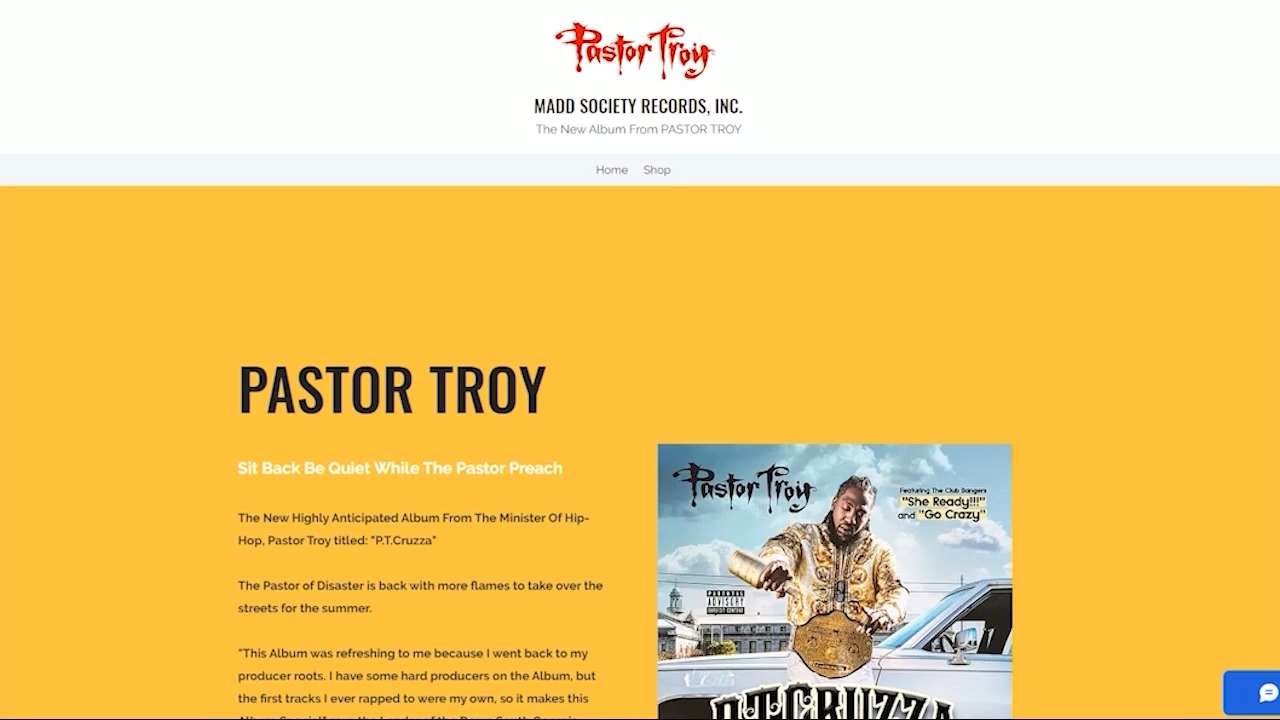 Pastor Troy
MADD SOCIETY RECORDS, INC.
The New Album From PASTOR TROY
Home Shop
PASTOR TROY
Sit Back Be Quiet While The Pastor Preach
The New Highly Anticipated Album From The Minister Of Hip-
Hop, Pastor Troy titled: "P.T.Cruzza"
The Pastor of Disaster is back with more flames to take over the
streets for the summer.
"This Album was refreshing to me because I went back to my
producer roots. I have some hard producers on the Album, but
the first tracks I ever rapped to were my own, so it makes this
Pastor Troy
Featuring The Club Bangers
"She Ready!!!"
and "Go Crazy"
PARENTAL
ADVISORY
EXPLICIT CONTENT
P.T.CRUZZA